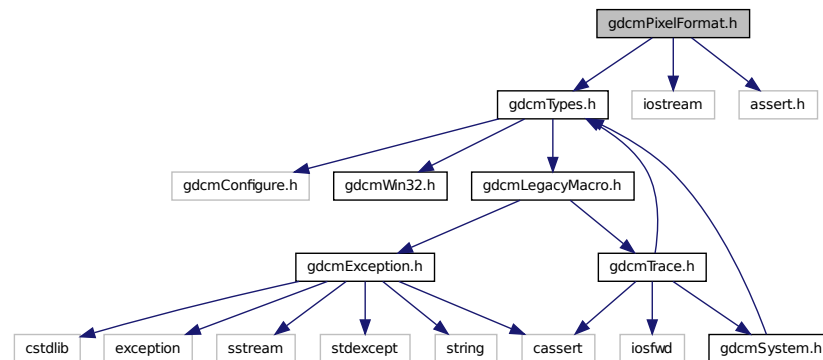 gdcmPixelFormat.h
gdcmTypes.h
iostream
assert.h
gdcmConfigure.h
gdcmWin32.h
gdcmLegacyMacro.h
gdcmException.h
gdcmTrace.h
cstdlib
exception
sstream
stdexcept
string
cassert
iosfwd
gdcmSystem.h